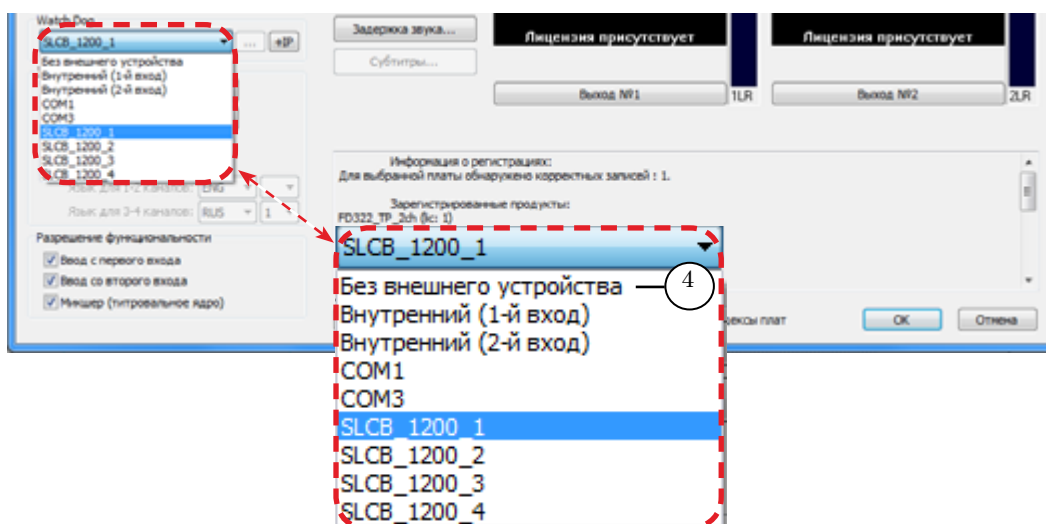 Watch Dog
SLCB_1200_1
... +IP
Без внешнего устройства
Внутренний (1-й вход)
Внутренний (2-й вход)
COM1
COM3
SLCB_1200_1
SLCB_1200_2
SLCB_1200_3
SLCB_1200_4
Язык для 1-2 каналов: ENG
Язык для 3-4 каналов: RUS 1
Разрешение функциональности
Ввод с первого входа
Ввод со второго входа
Микшер (титровальное ядро)
Задержка звука...
Субтитры...
Лицензия присутствует
Выход №1
1LR
Лицензия присутствует
Выход №2
2LR
Информация о регистрациях:
Для выбранной платы обнаружено корректных записей : 1.
Зарегистрированные продукты:
FD322_TP_2ch (lic: 1)
плат
OK
Отмена
SLCB_1200_1
Без внешнего устройства
4
Внутренний (1-й вход)
Внутренний (2-й вход)
COM1
COM3
SLCB_1200_1
SLCB_1200_2
SLCB_1200_3
SLCB_1200_4